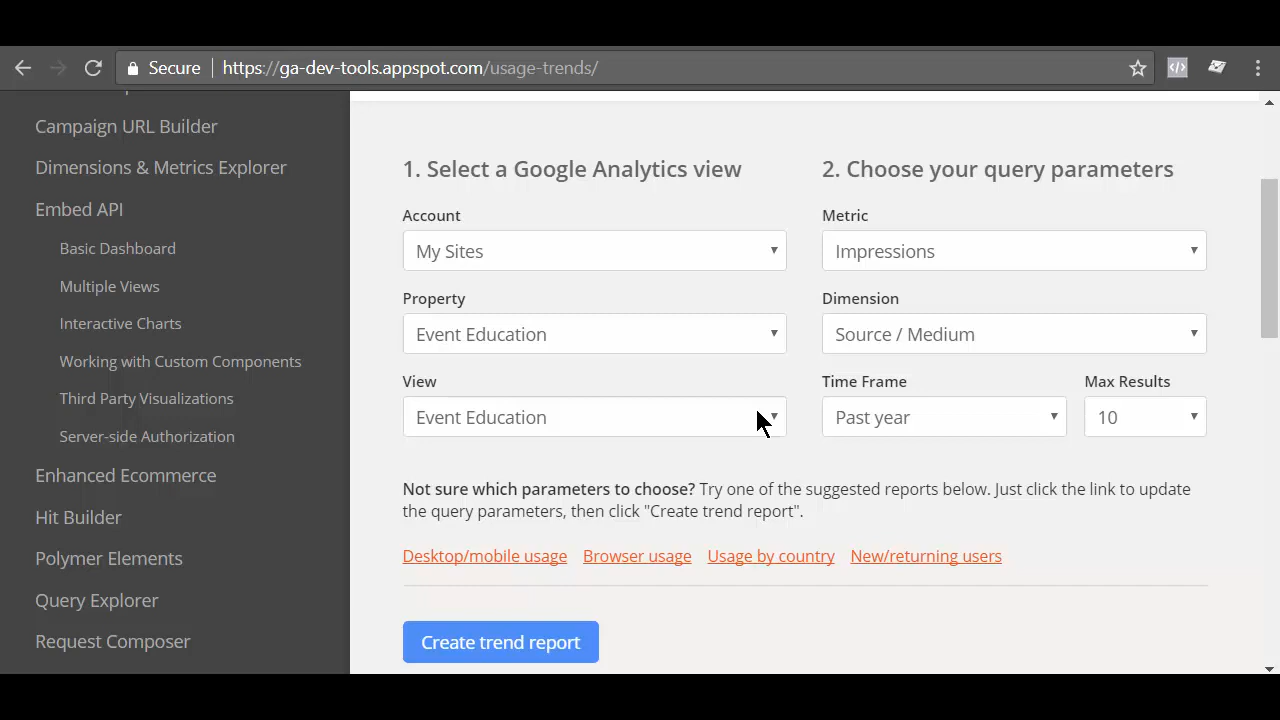 Secure | https://ga-dev-tools.appspot.com/usage-trends/
Campaign URL Builder
Dimensions & Metrics Explorer
Embed API
Basic Dashboard
Multiple Views
Interactive Charts
Working with Custom Components
Third Party Visualizations
Server-side Authorization
Enhanced Ecommerce
Hit Builder
Polymer Elements
Query Explorer
Request Composer
1. Select a Google Analytics view
Account
My Sites
Property
Event Education
View
Event Education
2. Choose your query parameters
Metric
Impressions
Dimension
Source / Medium
Time Frame
Past year
Max Results
10
Not sure which parameters to choose? Try one of the suggested reports below. Just click the link to update
the query parameters, then click "Create trend report".
Desktop/mobile usage Browser usage Usage by country New/returning users
Create trend report